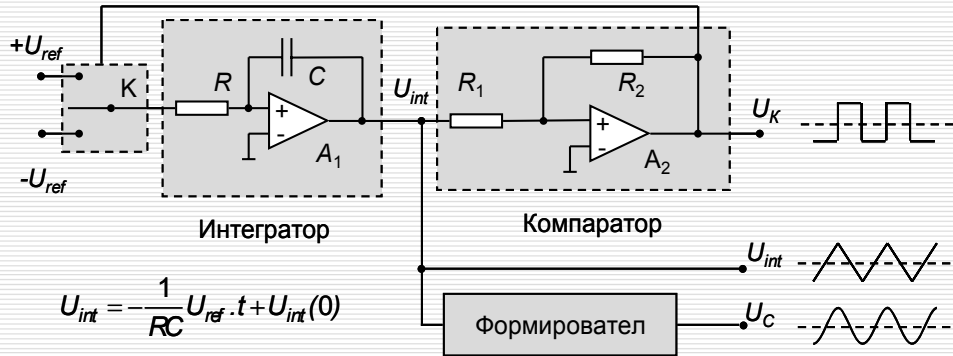 +U_ref
K
-U_ref
R
C
+
-
A_1
Интегратор
U_int
R_1
R_2
+
-
A_2
Компаратор
U_K
U_int
U_C
Формировател
U_int = -\frac{1}{RC} U_ref . t + U_int(0)